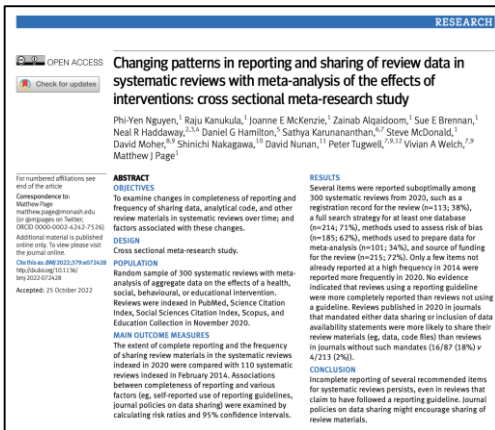 RESEARCH
OPEN ACCESS
Check for updates
Changing patterns in reporting and sharing of review data in
systematic reviews with meta-analysis of the effects of
interventions: cross sectional meta-research study
Phi-Yen Nguyen,1 Raju Kanukula,1 Joanne E McKenzie,1 Zainab Alqaidoom,1 Sue E Brennan,1
Neal R Haddaway,2,3,4 Daniel G Hamilton,5 Sathya Karunananthan,6,7 Steve McDonald,1
David Moher,8,9 Shinichi Nakagawa,10 David Nunan,11 Peter Tugwell,7,9,12 Vivian A Welch,7,9
Matthew J Page1
For numbered affiliations see
end of the article
Correspondence to:
Matthew Page
matthew.page@monash.edu
(or @mjpages on Twitter;
ORCID 0000-0002-4242-7526)
Additional material is published
online only. To view please visit
the journal online.
Cite this as: BMJ 2022;379:e072428
http://dx.doi.org/10.1136/
bmj-2022-072428
Accepted: 25 October 2022
ABSTRACT
OBJECTIVES
To examine changes in completeness of reporting and
frequency of sharing data, analytical code, and other
review materials in systematic reviews over time; and
factors associated with these changes.
DESIGN
Cross sectional meta-research study.
POPULATION
Random sample of 300 systematic reviews with meta-
analysis of aggregate data on the effects of a health,
social, behavioural, or educational intervention.
Reviews were indexed in PubMed, Science Citation
Index, Social Sciences Citation Index, Scopus, and
Education Collection in November 2020.
MAIN OUTCOME MEASURES
The extent of complete reporting and the frequency
of sharing review materials in the systematic reviews
indexed in 2020 were compared with 110 systematic
reviews indexed in February 2014. Associations
between completeness of reporting and various
factors (eg, self-reported use of reporting guidelines,
journal policies on data sharing) were examined by
calculating risk ratios and 95% confidence intervals.
RESULTS
Several items were reported suboptimally among
300 systematic reviews from 2020, such as a
registration record for the review (n=113; 38%),
a full search strategy for at least one database
(n=214; 71%), methods used to assess risk of bias
(n=185; 62%), methods used to prepare data for
meta-analysis (n=101; 34%), and source of funding
for the review (n=215; 72%). Only a few items not
already reported at a high frequency in 2014 were
reported more frequently in 2020. No evidence
indicated that reviews using a reporting guideline
were more completely reported than reviews not using
a guideline. Reviews published in 2020 in journals
that mandated either data sharing or inclusion of data
availability statements were more likely to share their
review materials (eg, data, code files) than reviews
in journals without such mandates (16/87 (18%) v
4/213 (2%)).
CONCLUSION
Incomplete reporting of several recommended items
for systematic reviews persists, even in reviews that
claim to have followed a reporting guideline. Journal
policies on data sharing might encourage sharing of
review materials.